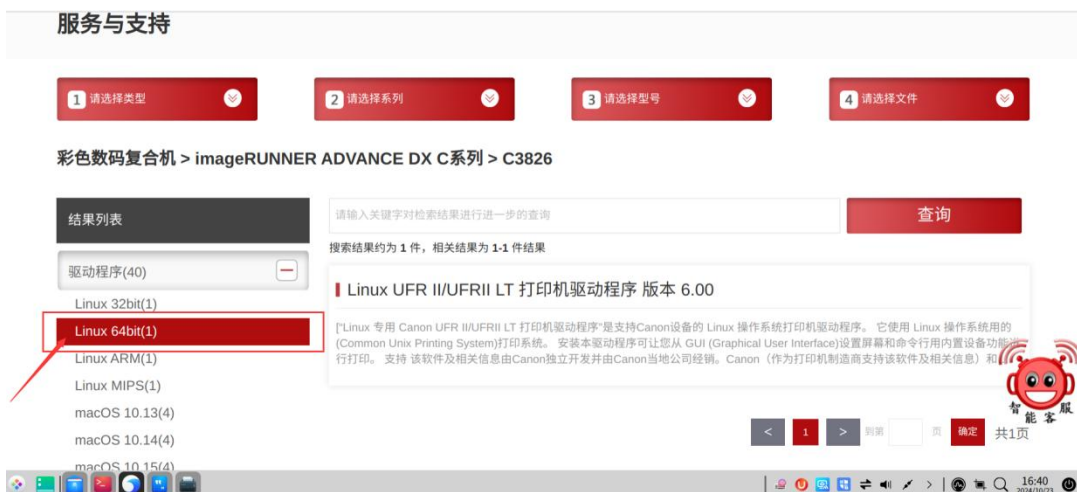 服务与支持
1 请选择类型
2 请选择系列
3 请选择型号
4 请选择文件
彩色数码复合机 > imageRUNNER ADVANCE DX C系列 > C3826
结果列表
请输入关键字对检索结果进行进一步的查询
查询
搜索结果约为 1 件，相关结果为 1-1 件结果
驱动程序(40)
Linux 32bit(1)
Linux 64bit(1)
Linux ARM(1)
Linux MIPS(1)
macOS 10.13(4)
macOS 10.14(4)
macOS 10.15(4)
Linux UFR II/UFRII LT 打印机驱动程序 版本 6.00
["Linux 专用 Canon UFR II/UFRII LT 打印机驱动程序"是支持Canon设备的 Linux 操作系统打印机驱动程序。 它使用 Linux 操作系统用的
(Common Unix Printing System)打印系统。 安装本驱动程序可让您从 GUI (Graphical User Interface)设置屏幕和命令行用内置设备功能进
行打印。 支持 该软件及相关信息由Canon独立开发并由Canon当地公司经销。Canon（作为打印机制造商支持该软件及相关信息）和
智能客服
< 1 > 到第 页 确定 共1页
16:40
2024/10/23